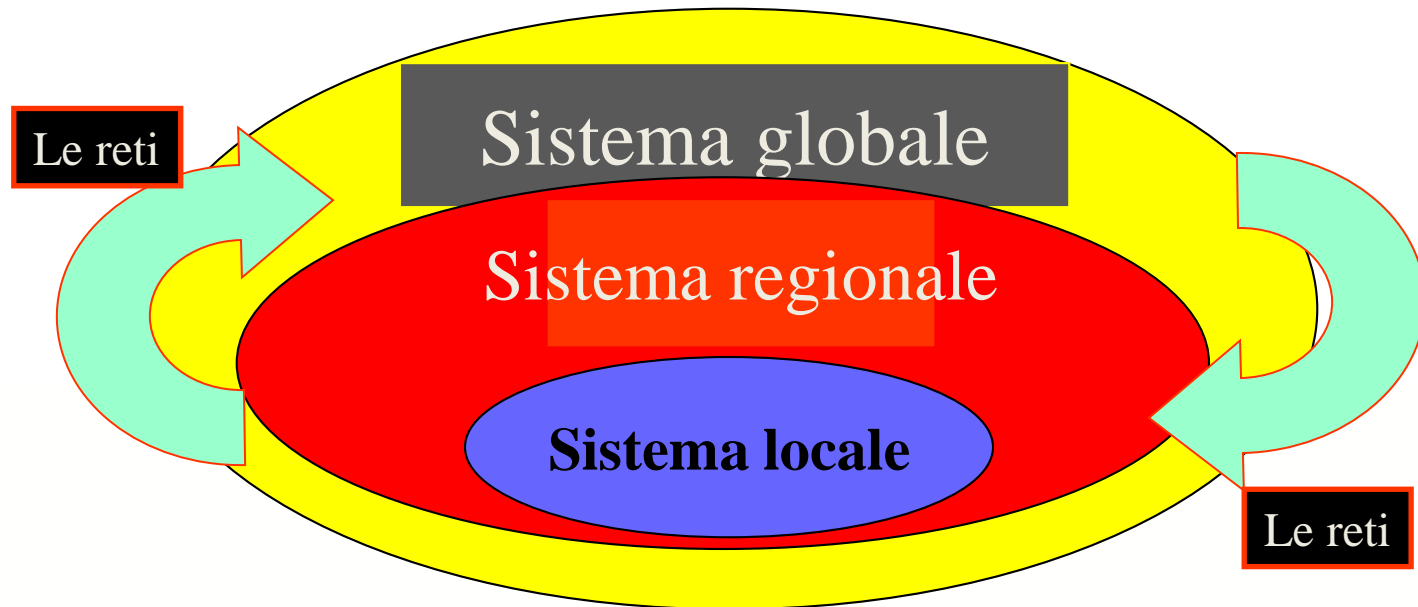 Le reti
Sistema globale
Sistema regionale
Sistema locale
Le reti